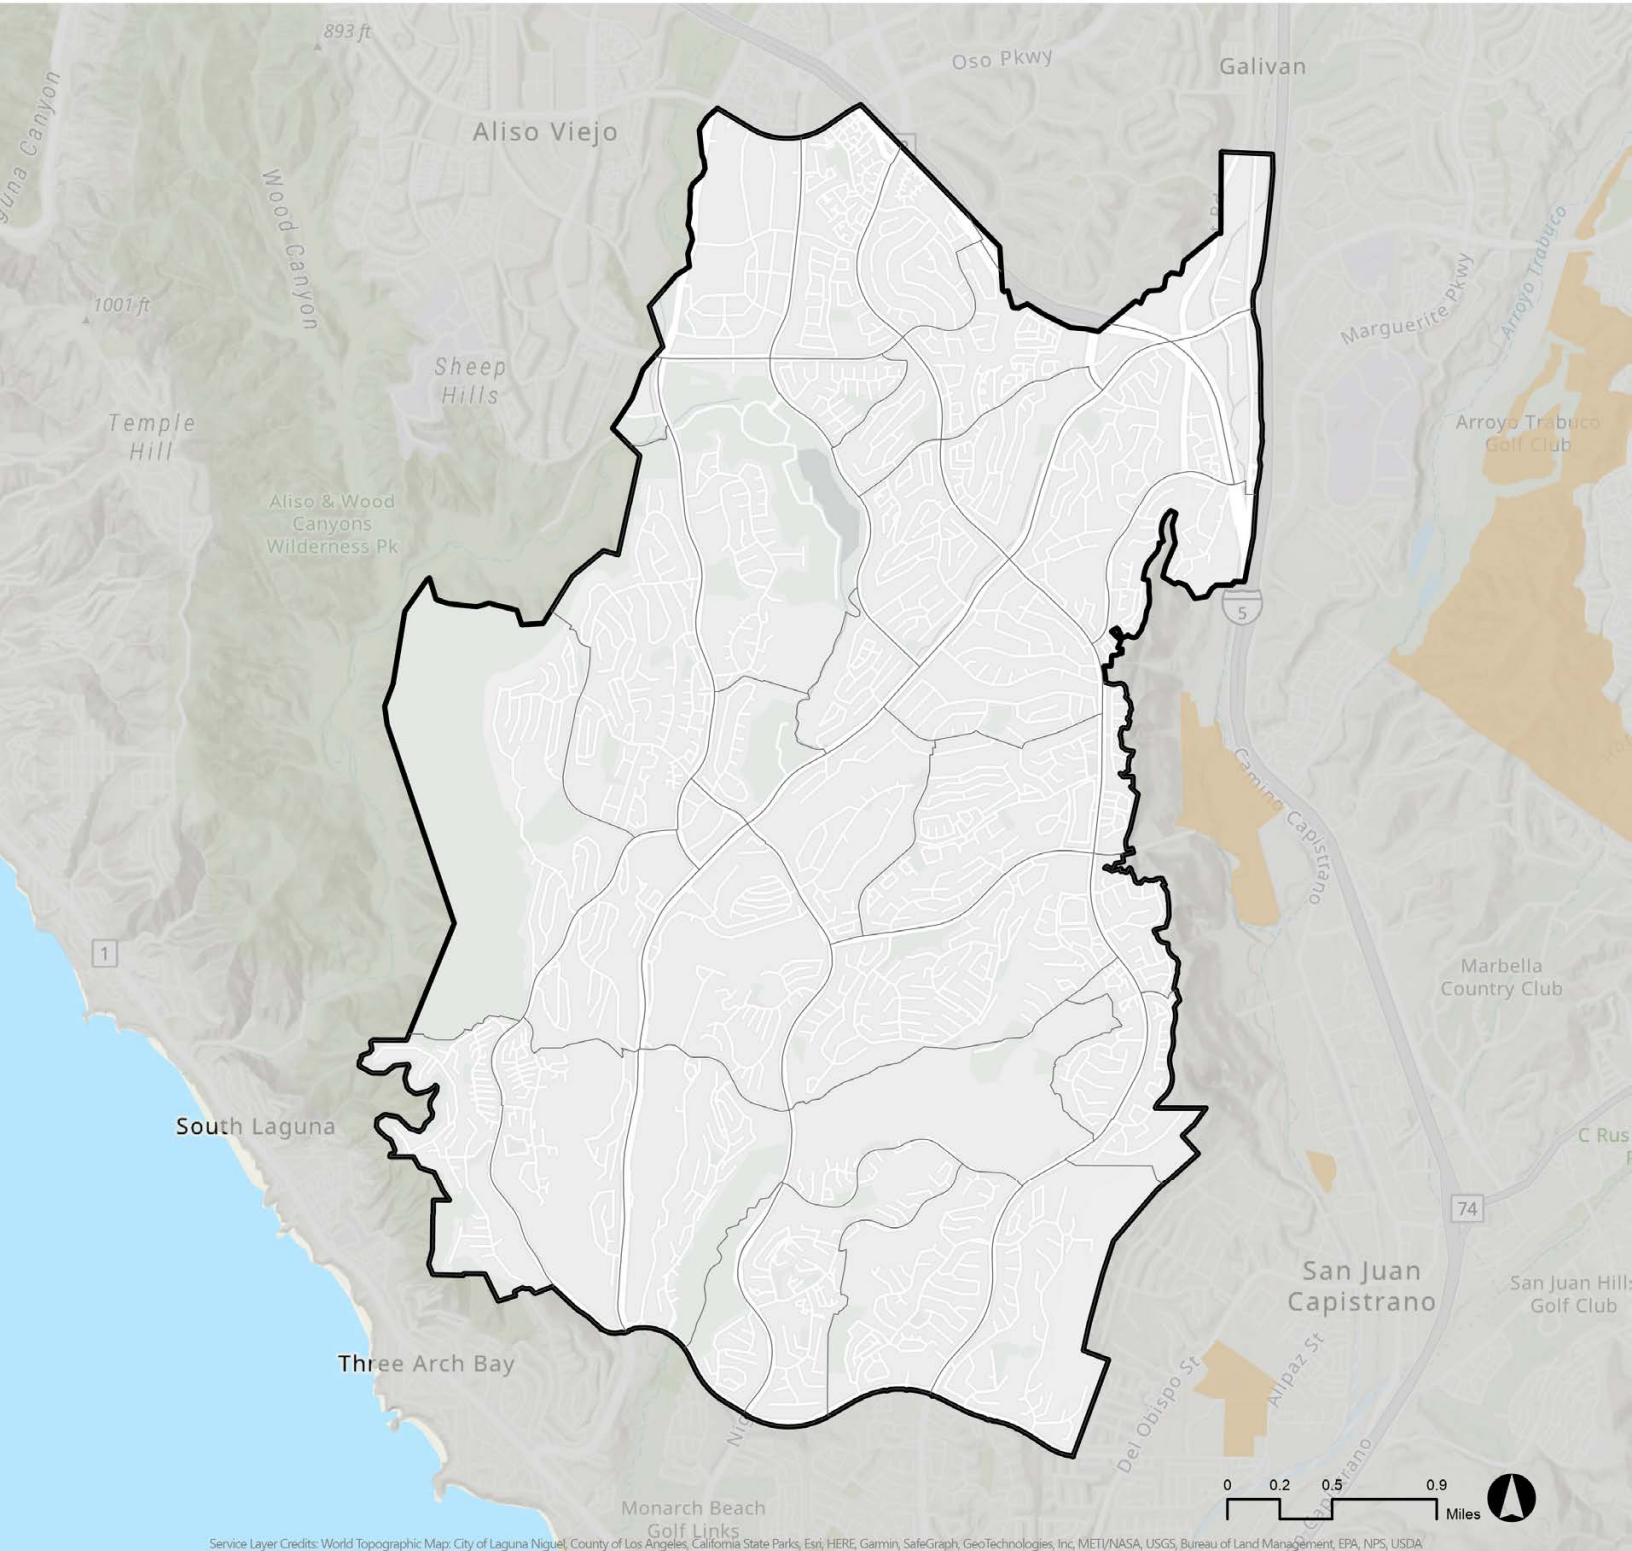 893 ft
Oso Pkwy
Galivan
Aliso Viejo
Wood Canyon
1001 ft
Arroyo Trabuco
Marguerite Pkwy
Sheep
Hills
Temple
Hill
Arroyo Trabuco
Golf Club
Aliso & Wood
Canyons
Wilderness Pk
5
Camino Capistrano
1
Marbella
Country Club
South Laguna
C Rus
74
San Juan
Capistrano
San Juan Hills
Golf Club
Three Arch Bay
Del Obispo St
Alipaz St
Monarch Beach
Golf Links
0 0.2 0.5 0.9
Miles
Service Layer Credits: World Topographic Map: City of Laguna Niguel, County of Los Angeles, California State Parks, Esri, HERE, Garmin, SafeGraph, GeoTechnologies, Inc, METI/NASA, USGS, Bureau of Land Management, EPA, NPS, USDA